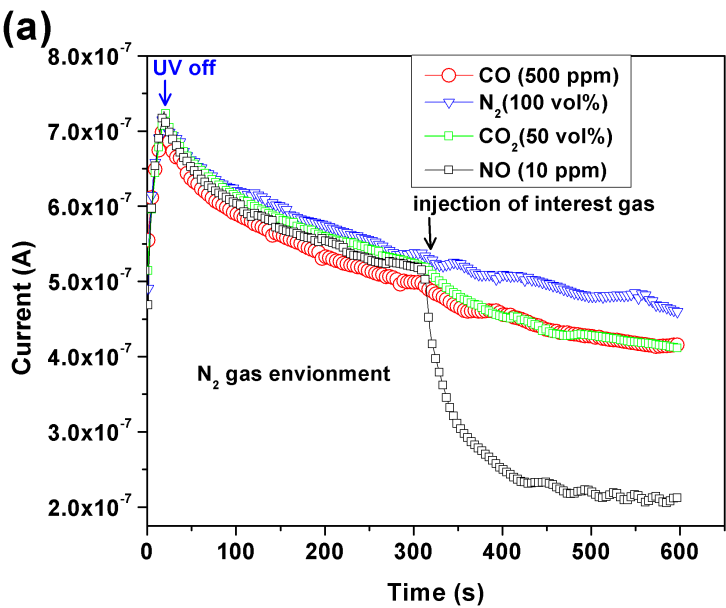 (a)
8.0x10⁻⁷
7.0x10⁻⁷
6.0x10⁻⁷
5.0x10⁻⁷
4.0x10⁻⁷
3.0x10⁻⁷
2.0x10⁻⁷
Current (A)
UV off
CO (500 ppm)
N₂(100 vol%)
CO₂(50 vol%)
NO (10 ppm)
injection of interest gas
N₂ gas envionment
0 100 200 300 400 500 600
Time (s)